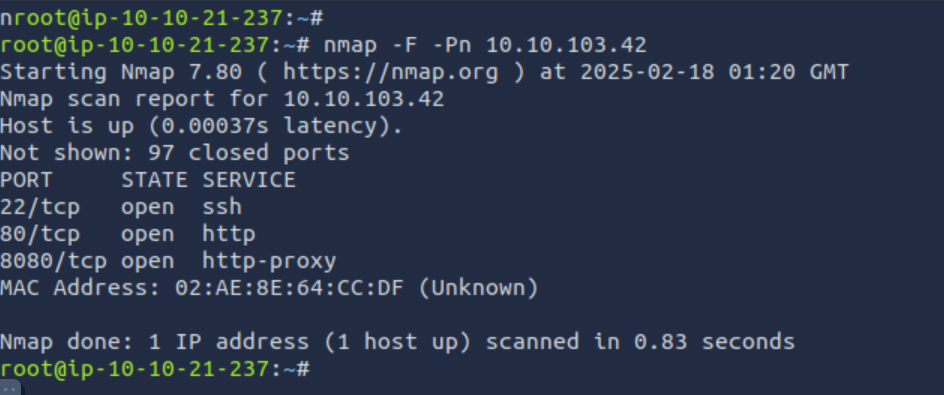 nroot@ip-10-10-21-237:~#
root@ip-10-10-21-237:~# nmap -F -Pn 10.10.103.42
Starting Nmap 7.80 ( https://nmap.org ) at 2025-02-18 01:20 GMT
Nmap scan report for 10.10.103.42
Host is up (0.00037s latency).
Not shown: 97 closed ports
PORT     STATE SERVICE
22/tcp   open  ssh
80/tcp   open  http
8080/tcp open  http-proxy
MAC Address: 02:AE:8E:64:CC:DF (Unknown)

Nmap done: 1 IP address (1 host up) scanned in 0.83 seconds
root@ip-10-10-21-237:~#